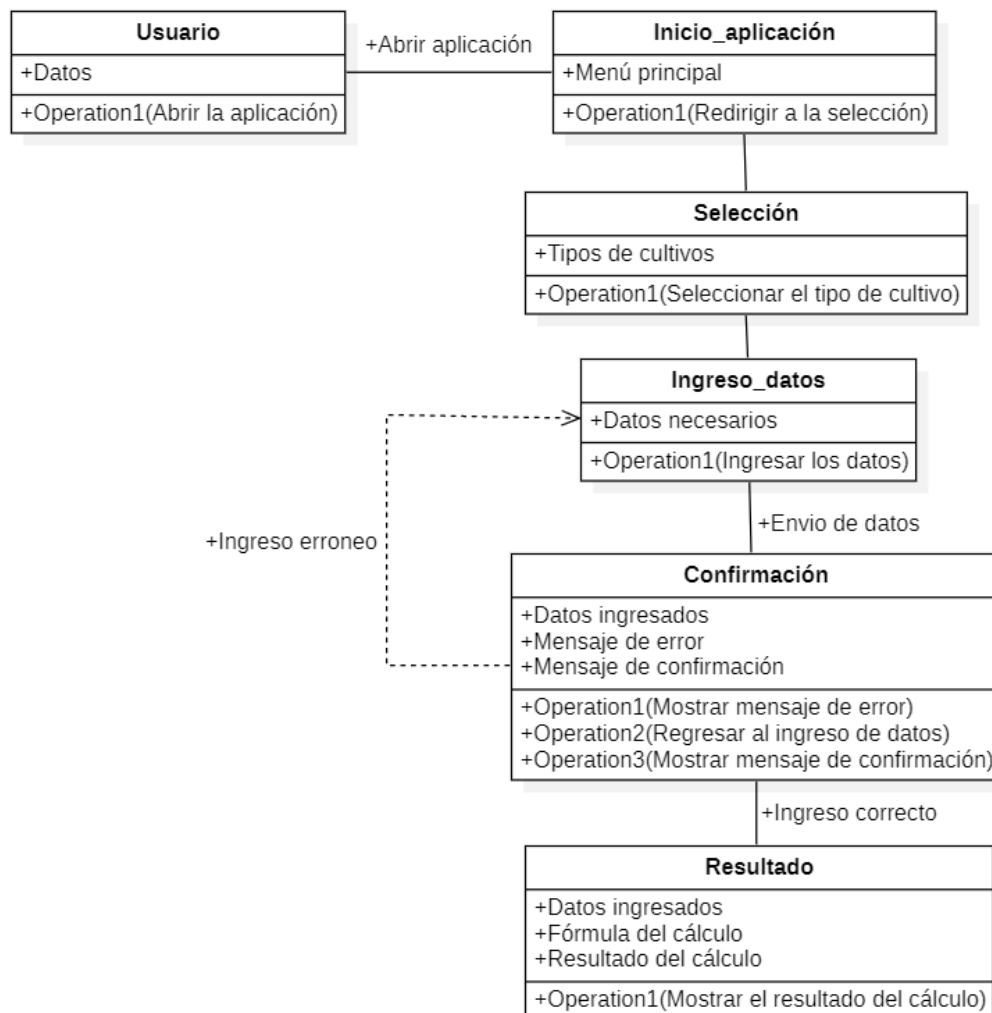 Usuario
+Datos
+Operation1(Abrir la aplicación)
+Abrir aplicación
Inicio_aplicación
+Menú principal
+Operation1(Redirigir a la selección)
Selección
+Tipos de cultivos
+Operation1(Seleccionar el tipo de cultivo)
Ingreso_datos
+Datos necesarios
+Operation1(Ingresar los datos)
+Envio de datos
+Ingreso erroneo
Confirmación
+Datos ingresados
+Mensaje de error
+Mensaje de confirmación
+Operation1(Mostrar mensaje de error)
+Operation2(Regresar al ingreso de datos)
+Operation3(Mostrar mensaje de confirmación)
+Ingreso correcto
Resultado
+Datos ingresados
+Fórmula del cálculo
+Resultado del cálculo
+Operation1(Mostrar el resultado del cálculo)